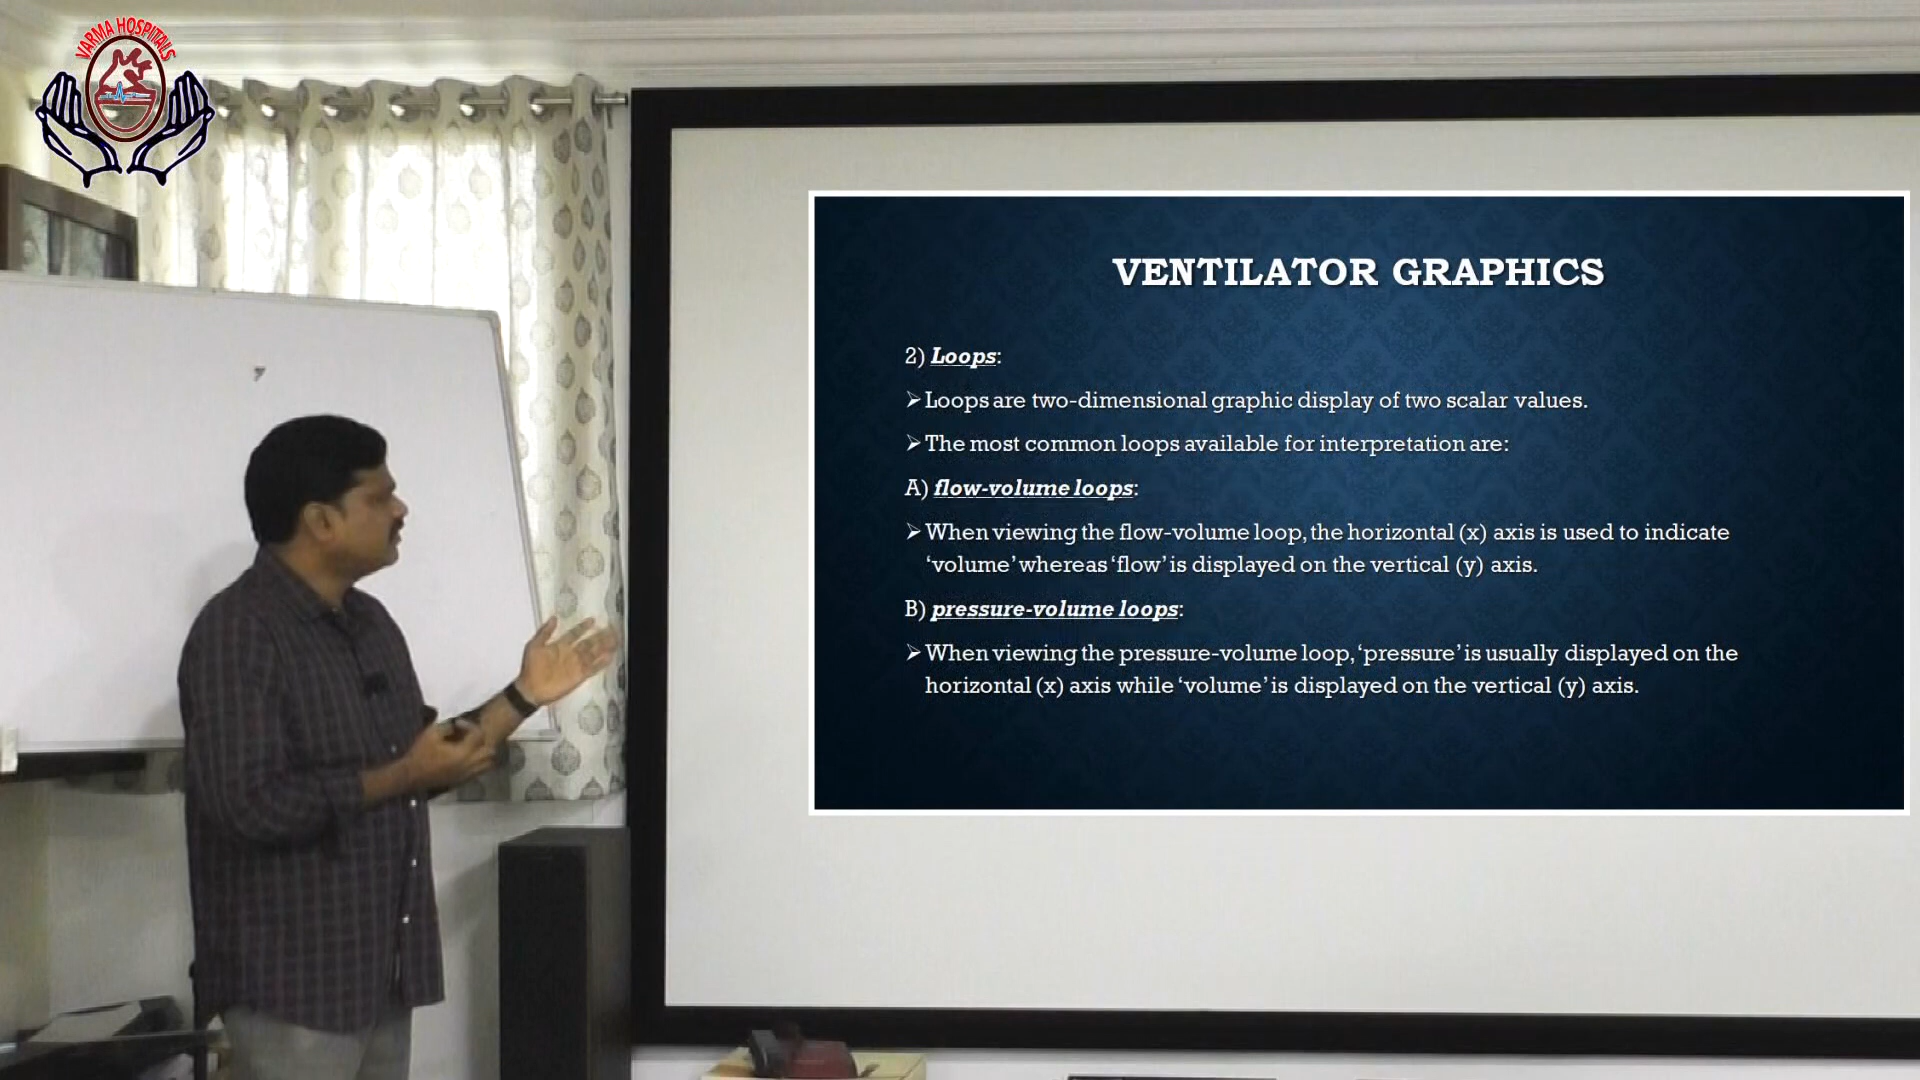 VARMA HOSPITALS
VENTILATOR GRAPHICS
2) Loops:
➢Loops are two-dimensional graphic display of two scalar values.
➢The most common loops available for interpretation are:
A) flow-volume loops:
➢When viewing the flow-volume loop, the horizontal (x) axis is used to indicate
‘volume’ whereas ‘flow’ is displayed on the vertical (y) axis.
B) pressure-volume loops:
➢When viewing the pressure-volume loop, ‘pressure’ is usually displayed on the
horizontal (x) axis while ‘volume’ is displayed on the vertical (y) axis.